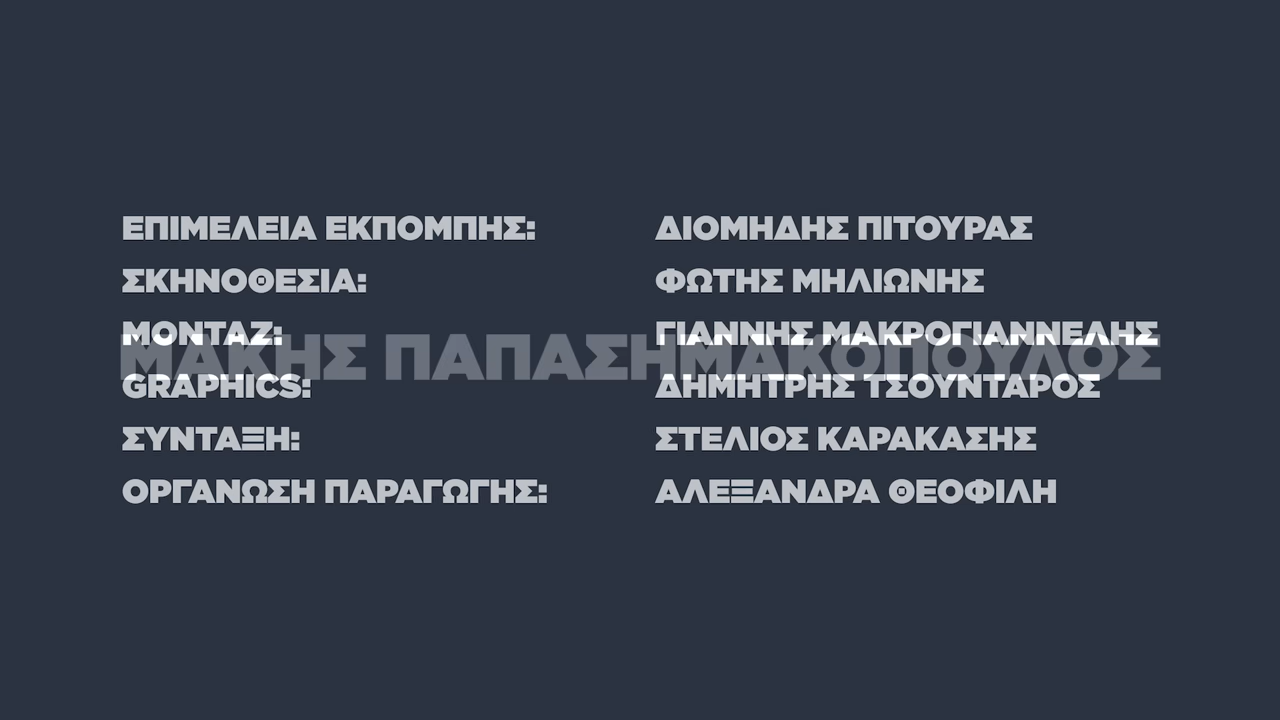 ΕΠΙΜΕΛΕΙΑ ΕΚΠΟΜΠΗΣ: ΔΙΟΜΗΔΗΣ ΠΙΤΟΥΡΑΣ
ΣΚΗΝΟΘΕΣΙΑ: ΦΩΤΗΣ ΜΗΛΙΩΝΗΣ
ΜΟΝΤΑΖ: ΓΙΑΝΝΗΣ ΜΑΚΡΟΓΙΑΝΝΕΛΗΣ
ΜΑΚΗΣ ΠΑΠΑΣΗΜΑΚΟΠΟΥΛΟΣ
GRAPHICS: ΔΗΜΗΤΡΗΣ ΤΣΟΥΝΤΑΡΟΣ
ΣΥΝΤΑΞΗ: ΣΤΕΛΙΟΣ ΚΑΡΑΚΑΣΗΣ
ΟΡΓΑΝΩΣΗ ΠΑΡΑΓΩΓΗΣ: ΑΛΕΞΑΝΔΡΑ ΘΕΟΦΙΛΗ